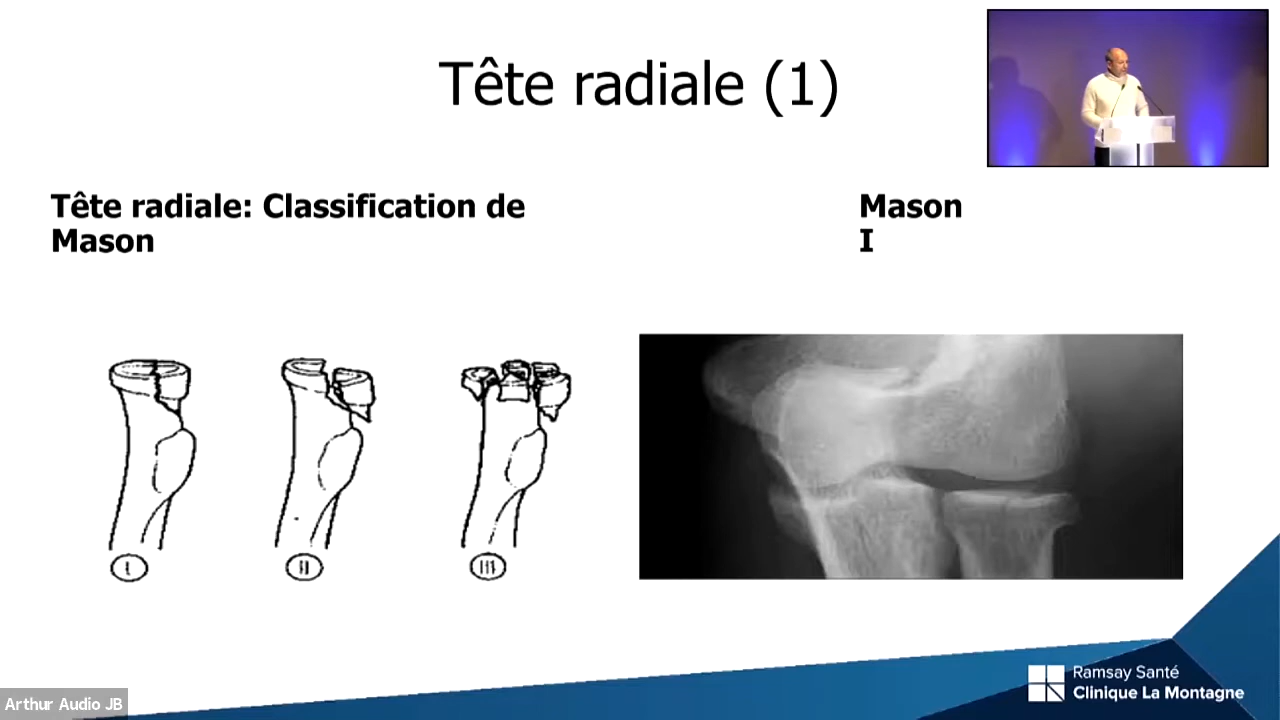 Tête radiale (1)
Tête radiale: Classification de
Mason
Mason
I
I
II
III
Ramsay Santé
Clinique La Montagne
Arthur Audio JB